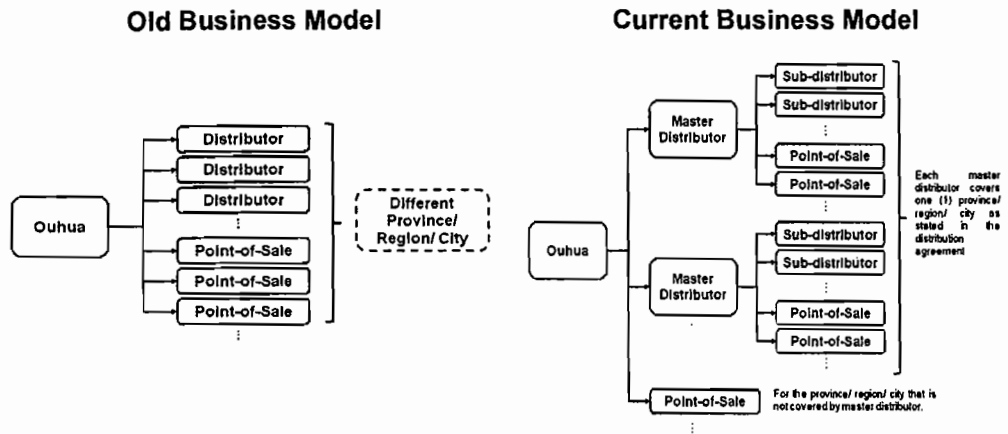 Old Business Model
Ouhua
Distributor
Distributor
Distributor
⋮
Point-of-Sale
Point-of-Sale
Point-of-Sale
⋮
Different
Province/
Region/ City
Current Business Model
Ouhua
Master
Distributor
Sub-distributor
Sub-distributor
⋮
Point-of-Sale
Point-of-Sale
Master
Distributor
Sub-distributor
Sub-distributor
⋮
Point-of-Sale
Point-of-Sale
⋮
Each master
distributor covers
one (1) province/
region/ city as
stated in the
distribution
agreement
Point-of-Sale
⋮
For the province/ region/ city that is
not covered by master distributor.